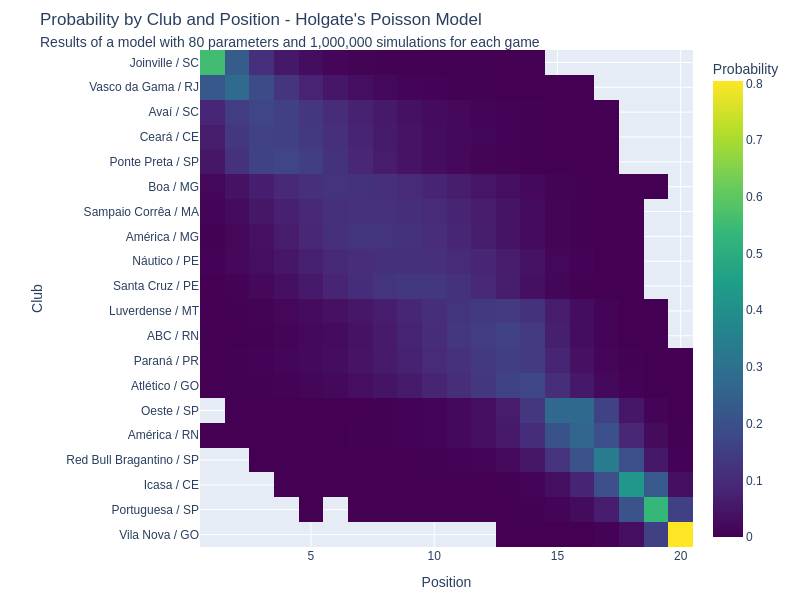 Probability by Club and Position - Holgate's Poisson Model
Results of a model with 80 parameters and 1,000,000 simulations for each game
Joinville / SC
Vasco da Gama / RJ
Avaí / SC
Ceará / CE
Ponte Preta / SP
Boa / MG
Sampaio Corrêa / MA
América / MG
Náutico / PE
Santa Cruz / PE
Luverdense / MT
ABC / RN
Paraná / PR
Atlético / GO
Oeste / SP
América / RN
Red Bull Bragantino / SP
Icasa / CE
Portuguesa / SP
Vila Nova / GO
Club
5
10
15
20
Position
Probability
0.8
0.7
0.6
0.5
0.4
0.3
0.2
0.1
0